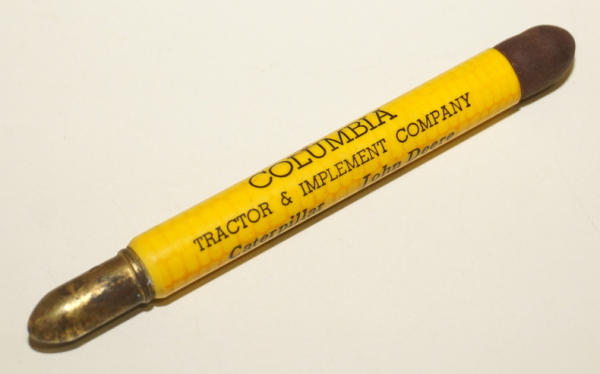 COLUMBIA
TRACTOR & IMPLEMENT COMPANY
Caterpillar John Deere